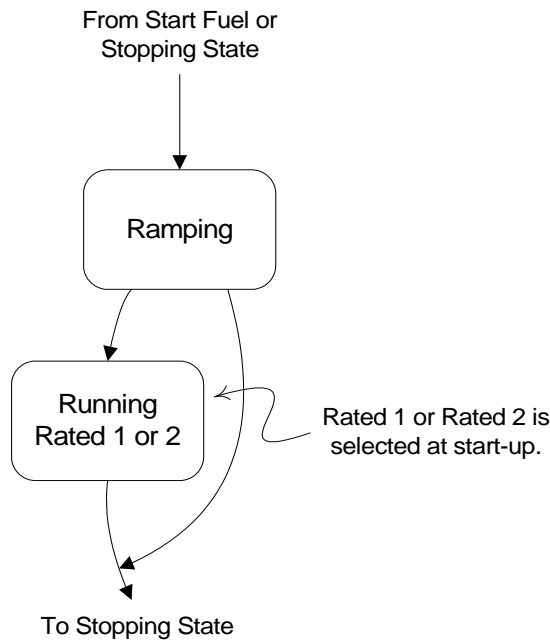 From Start Fuel or
Stopping State
Ramping
Running
Rated 1 or 2
Rated 1 or Rated 2 is
selected at start-up.
To Stopping State